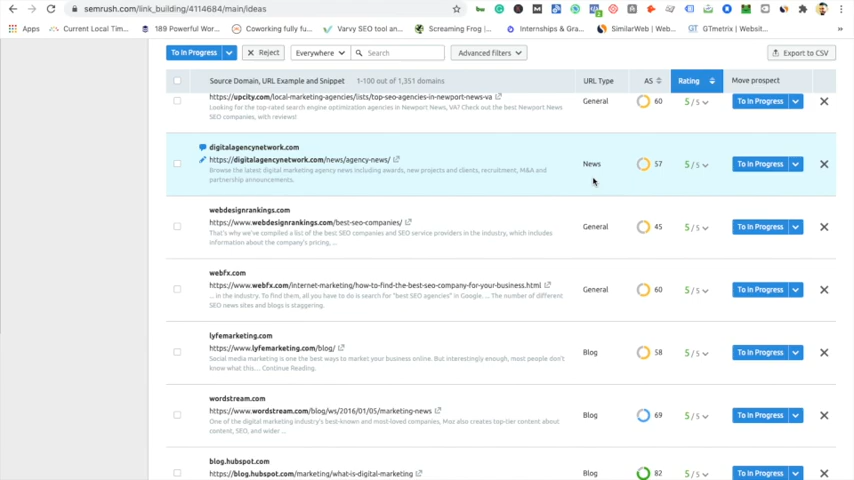 semrush.com/link_building/4114684/main/ideas
Apps Current Local Tim... 189 Powerful Wor... Coworking fully fu... Varvy SEO tool an... Screaming Frog |... Internships & Gra... SimilarWeb | Web... GTmetrix | Websit...
To In Progress Reject Everywhere Search Advanced filters Export to CSV
Source Domain, URL Example and Snippet 1-100 out of 1,351 domains URL Type AS Rating Move prospect
https://upcity.com/local-marketing-agencies/lists/top-seo-agencies-in-newport-news-va General 60 5/5 To In Progress
Looking for the top-rated search engine optimization agencies in Newport News, VA? Check out the best Newport News
SEO companies, with reviews!
digitalagencynetwork.com
https://digitalagencynetwork.com/news/agency-news/ News 57 5/5 To In Progress
Browse the latest digital marketing agency news including awards, new projects and clients, recruitment, M&A and
partnership announcements.
webdesignrankings.com
https://www.webdesignrankings.com/best-seo-companies/ General 45 5/5 To In Progress
That's why we've compiled a list of the best SEO companies and SEO service providers in the industry, which includes
information about the company's pricing, ...
webfx.com
https://www.webfx.com/internet-marketing/how-to-find-the-best-seo-company-for-your-business.html General 60 5/5 To In Progress
... in the industry. To find them, all you have to do is search for "best SEO agencies" in Google. ... The number of different
SEO news sites and blogs is staggering.
lyfemarketing.com
https://www.lyfemarketing.com/blog/ Blog 58 5/5 To In Progress
Social media marketing is one the best ways to market your business online. But interestingly enough, most people don't
know what this... Continue Reading.
wordstream.com
https://www.wordstream.com/blog/ws/2016/01/05/marketing-news Blog 69 5/5 To In Progress
One of the digital marketing industry's best-known and most-loved companies, Moz also creates top-tier content about
content, SEO, and wider ...
blog.hubspot.com
https://blog.hubspot.com/marketing/what-is-digital-marketing Blog 82 5/5 To In Progress